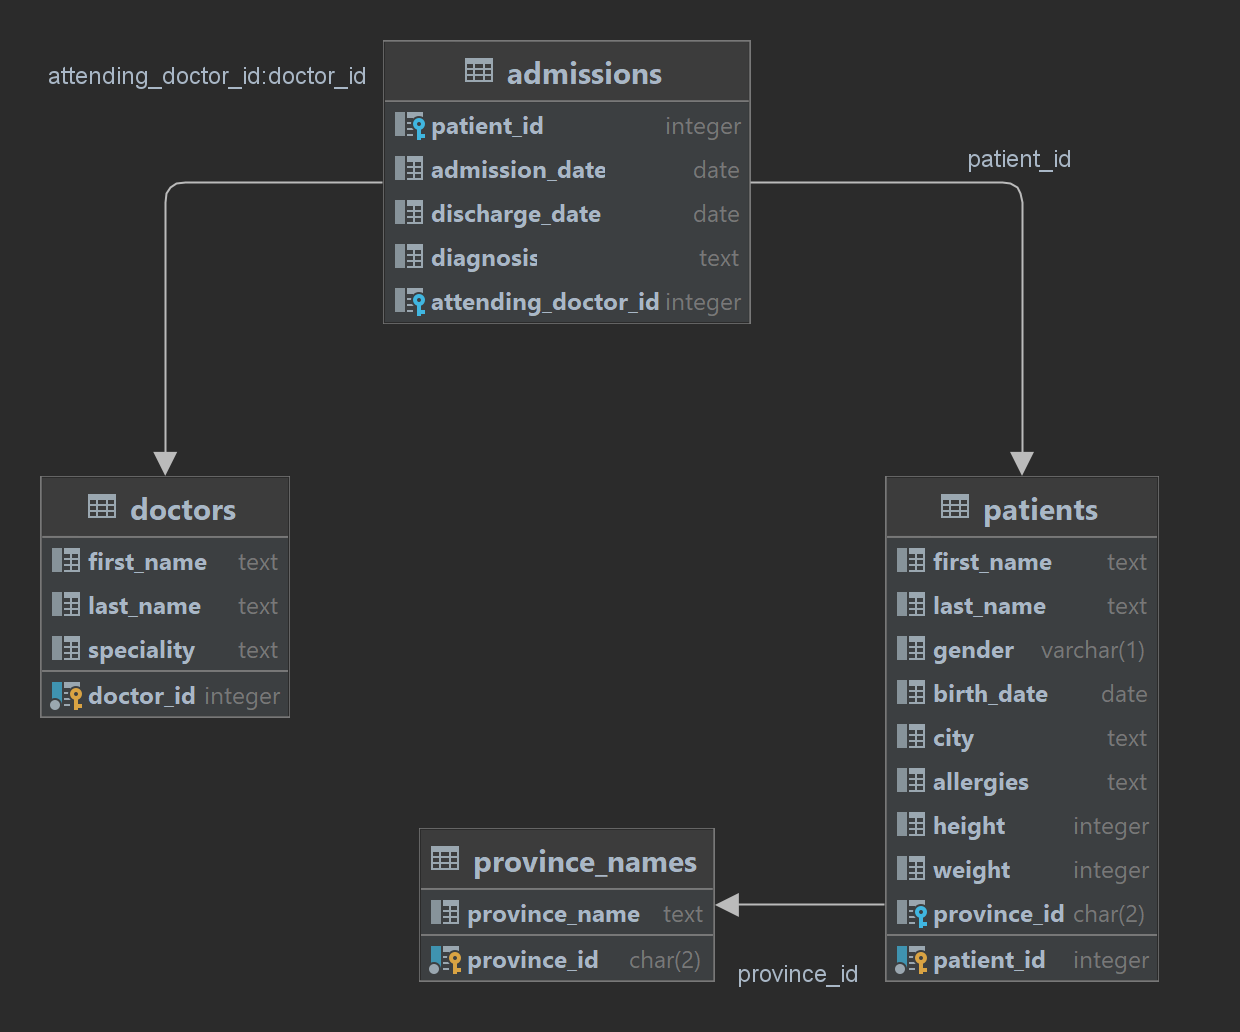 attending_doctor_id:doctor_id
admissions
patient_id integer
admission_date date
discharge_date date
diagnosis text
attending_doctor_id integer
patient_id
doctors
first_name text
last_name text
speciality text
doctor_id integer
patients
first_name text
last_name text
gender varchar(1)
birth_date date
city text
allergies text
height integer
weight integer
province_id char(2)
patient_id integer
province_names
province_name text
province_id char(2)
province_id